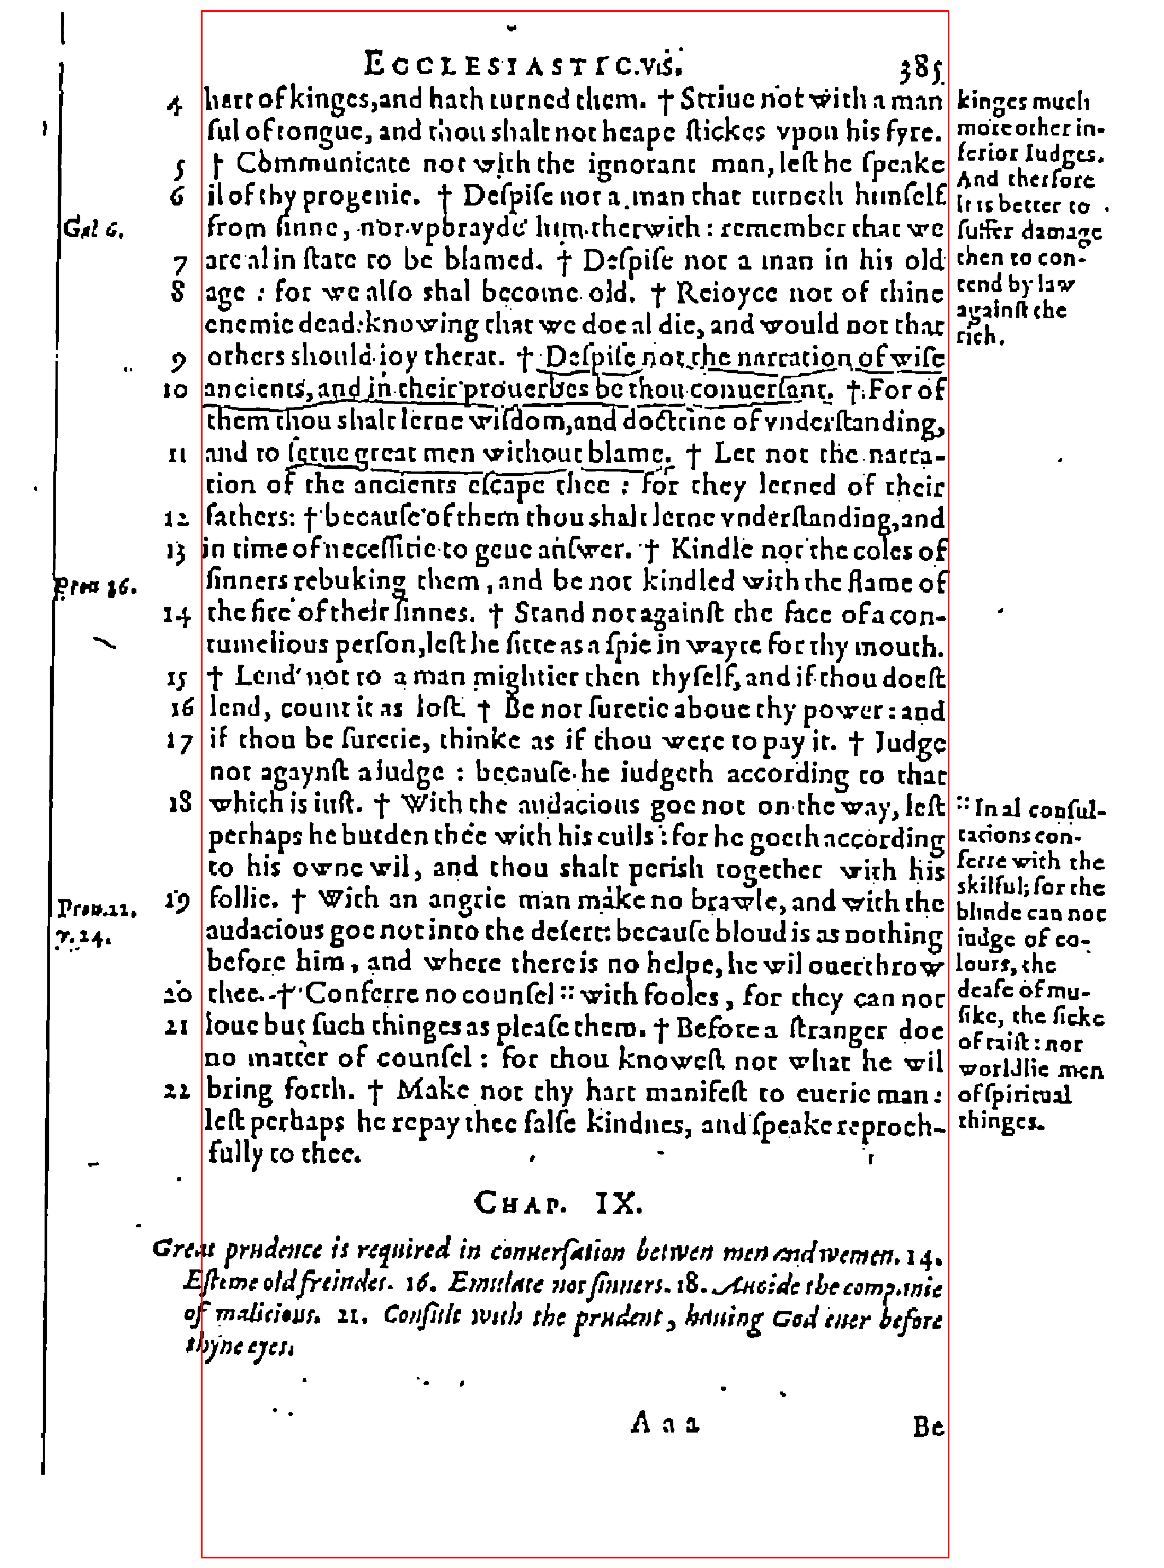 ECCLESIASTICVS. 385
4 hart of kinges, and hath turned them. † Striue not with a man
ful of tongue, and thou shalt not heape stickes vpon his fyre.
5 † Communicate not with the ignorant man, lest he speake
6 il of thy progenie. † Despise not a man that turneth himself
from sinne, nor vpbrayde him therwith: remember that we
7 are al in state to be blamed. † Despise not a man in his old
8 age: for we also shal become old. † Reioyce not of thine
enemie dead: knowing that we doe al die, and would not that
9 others should ioy therat. † Despise not the narration of wise
10 ancients, and in their prouerbes be thou conuersant. † For of
them thou shalt lerne wisdom, and doctrine of vnderstanding,
11 and to serue great men without blame. † Let not the narra-
tion of the ancients escape thee: for they lerned of their
12 fathers: † because of them thou shalt lerne vnderstanding, and
13 in time of necessitie to geue answer. † Kindle not the coles of
sinners rebuking them, and be not kindled with the flame of
14 the fire of their sinnes. † Stand not against the face of a con-
tumelious person, lest he sitte as a spie in wayte for thy mouth.
15 † Lend not to a man mightier then thyself, and if thou doest
16 lend, count it as lost. † Be not suretie aboue thy power: and
17 if thou be suretie, thinke as if thou were to pay it. † Judge
not agaynst a Judge: because he iudgeth according to that
18 which is iust. † With the audacious goe not on the way, lest
perhaps he burden thee with his euils: for he goeth according
to his owne wil, and thou shalt perish together with his
19 follie. † With an angrie man make no brawle, and with the
audacious goe not into the desert: because bloud is as nothing
before him, and where there is no helpe, he wil ouerthrow
20 thee. † Conferre no counsel :: with fooles, for they can not
21 loue but such thinges as please them. † Before a stranger doe
no matter of counsel: for thou knowest not what he wil
22 bring forth. † Make not thy hart manifest to euerie man:
lest perhaps he repay thee false kindnes, and speake reproch-
fully to thee.
Gal 6.
Prou 26.
Prou. 22.
v. 24.
kinges much
more other in-
ferior Iudges.
And therfore
it is better to
suffer damage
then to con-
tend by law
against the
rich.
:: In al consul-
tations con-
ferre with the
skilful; for the
blinde can not
iudge of co-
lours, the
deafe of mu-
sike, the sicke
of taist: nor
worldlie men
of spiritual
thinges.
CHAP. IX.
Great prudence is required in conuersation betwen men and wemen. 14.
Esteme old freindes. 16. Emulate not sinners. 18. Auoide the companie
of malicious. 21. Consult with the prudent, hauing God euer before
thyne eyes.
Aaa Be